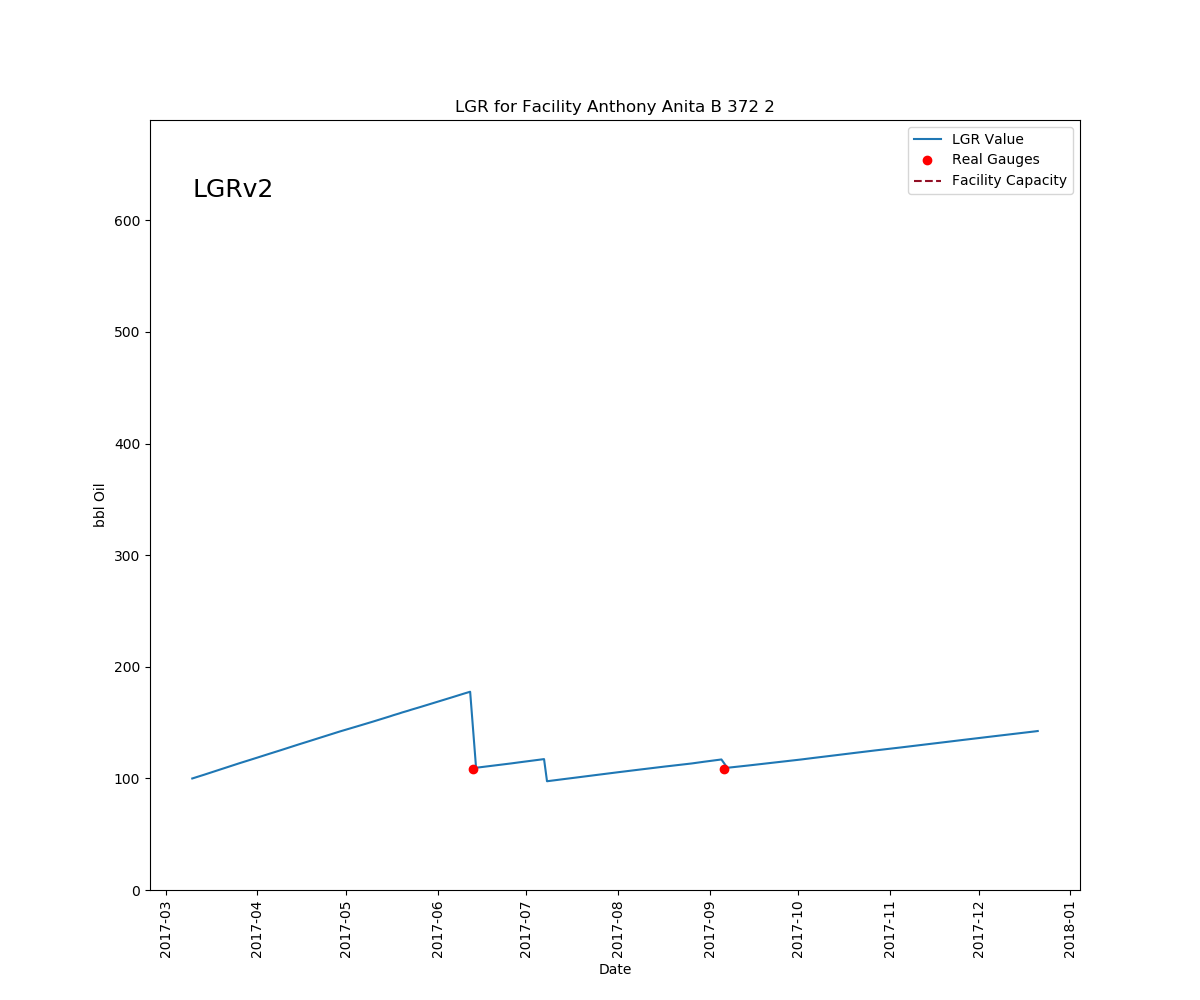 LGR for Facility Anthony Anita B 372 2
LGR Value
Real Gauges
Facility Capacity
LGRv2
600
500
400
300
200
100
0
bbl Oil
2017-03
2017-04
2017-05
2017-06
2017-07
2017-08
2017-09
2017-10
2017-11
2017-12
2018-01
Date